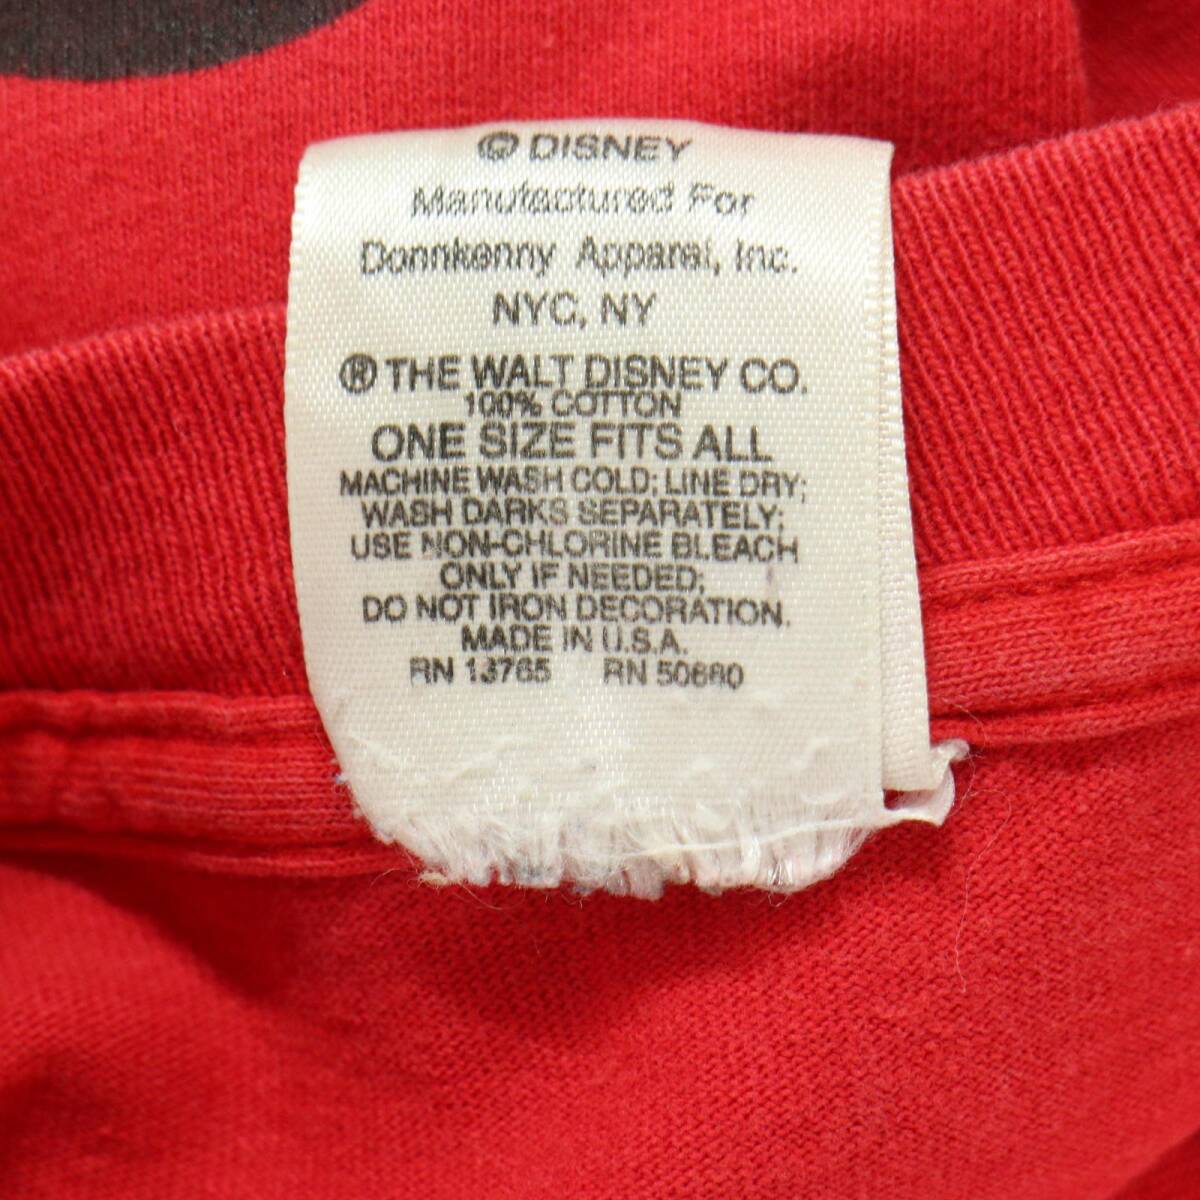 © DISNEY
Manufactured For
Donnkenny Apparel, Inc.
NYC, NY
® THE WALT DISNEY CO.
100% COTTON
ONE SIZE FITS ALL
MACHINE WASH COLD; LINE DRY;
WASH DARKS SEPARATELY;
USE NON-CHLORINE BLEACH
ONLY IF NEEDED;
DO NOT IRON DECORATION.
MADE IN U.S.A.
RN 13765 RN 50680